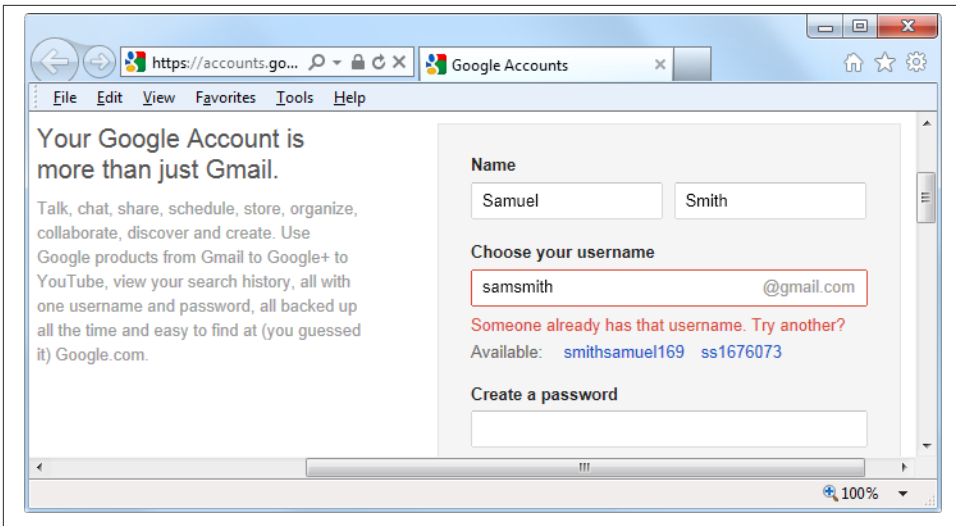 https://accounts.go...
Google Accounts
File Edit View Favorites Tools Help
Your Google Account is
more than just Gmail.
Talk, chat, share, schedule, store, organize,
collaborate, discover and create. Use
Google products from Gmail to Google+ to
YouTube, view your search history, all with
one username and password, all backed up
all the time and easy to find at (you guessed
it) Google.com.
Name
Samuel Smith
Choose your username
samsmith @gmail.com
Someone already has that username. Try another?
Available: smithsamuel169 ss1676073
Create a password
100%